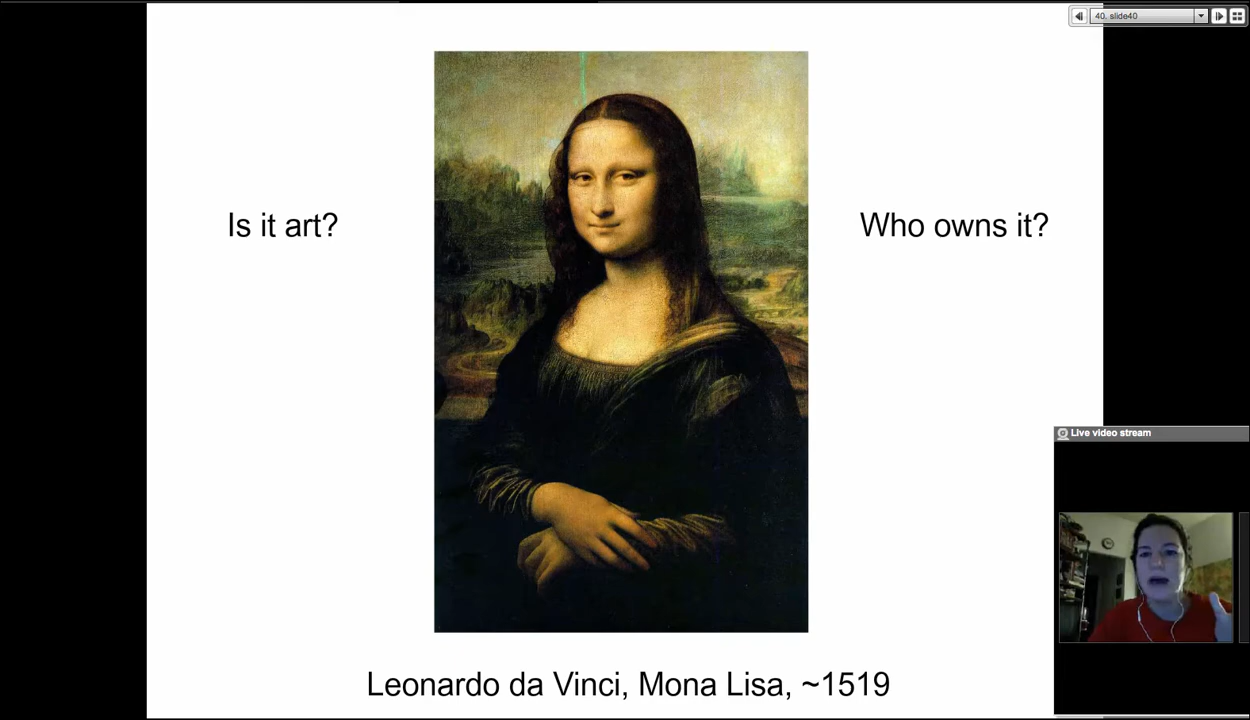 40. slide40
Is it art?
Who owns it?
Live video stream
Leonardo da Vinci, Mona Lisa, ~1519